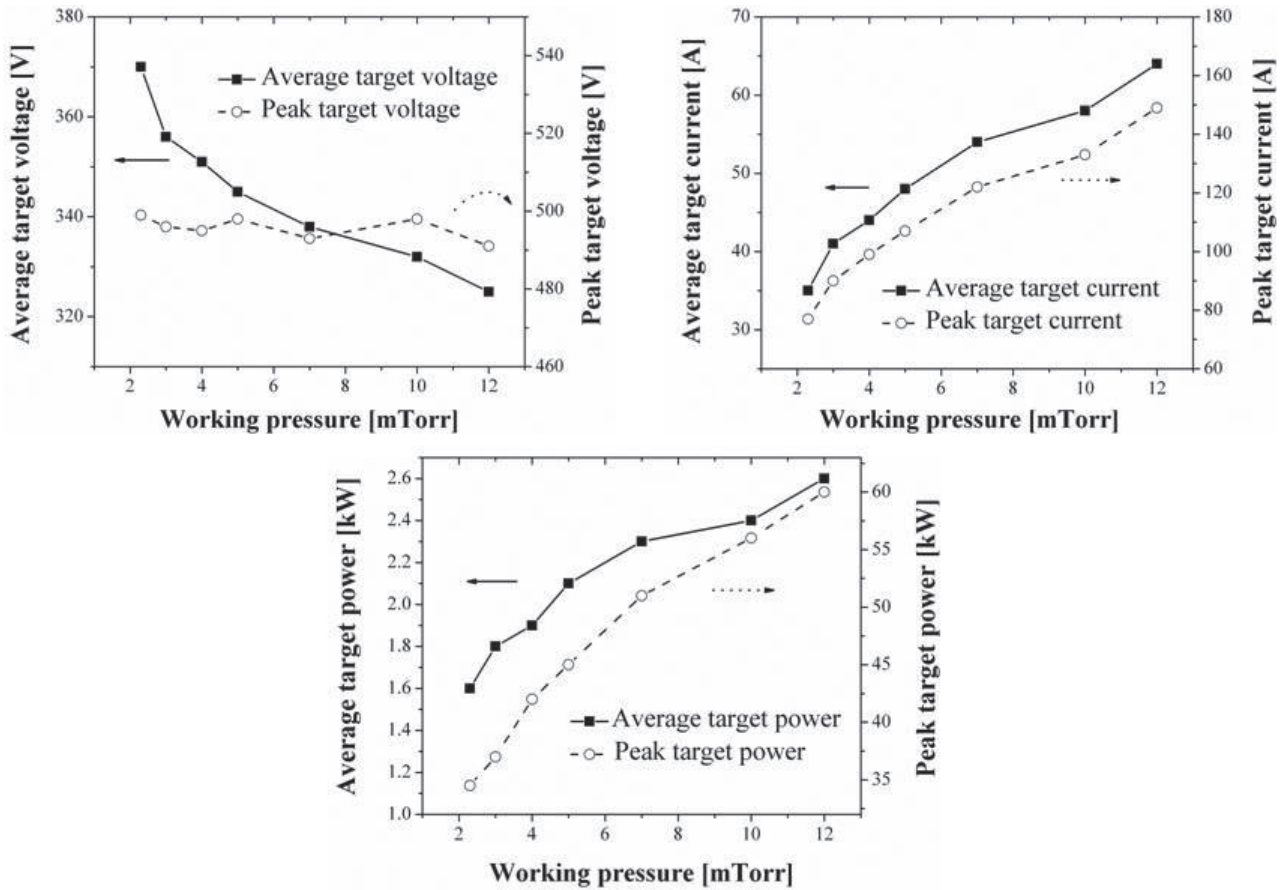 380
360
340
320
Average target voltage [V]
Average target voltage
Peak target voltage
540
520
500
480
460
Peak target voltage [V]
2 4 6 8 10 12
Working pressure [mTorr]
70
60
50
40
30
Average target current [A]
Average target current
Peak target current
180
160
140
120
100
80
60
Peak target current [A]
2 4 6 8 10 12
Working pressure [mTorr]
2.6
2.4
2.2
2.0
1.8
1.6
1.4
1.2
1.0
Average target power [kW]
Average target power
Peak target power
60
55
50
45
40
35
Peak target power [kW]
2 4 6 8 10 12
Working pressure [mTorr]